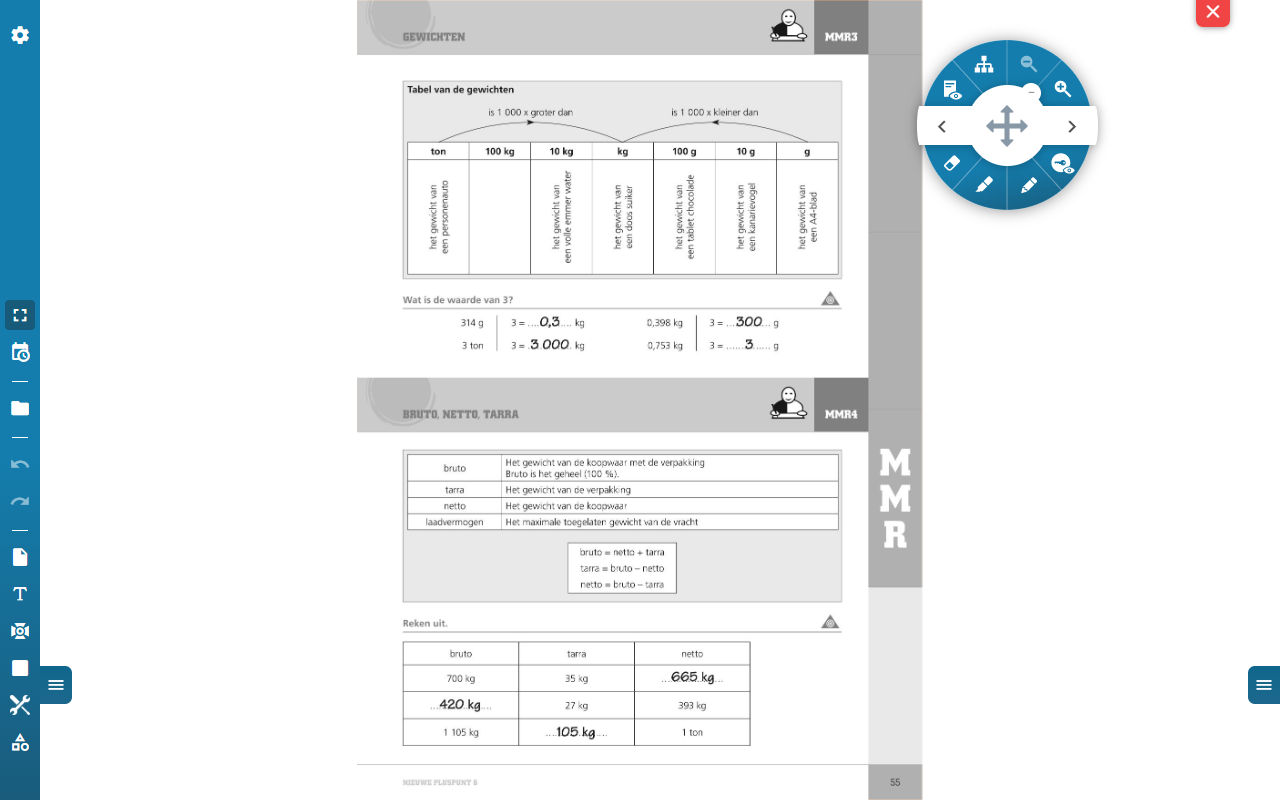 GEWICHTEN
MMR3
Tabel van de gewichten
is 1 000 x groter dan
is 1 000 x kleiner dan
ton 100 kg 10 kg kg 100 g 10 g g
het gewicht van
een personenauto
het gewicht van
een volle emmer water
het gewicht van
een doos suiker
het gewicht van
een tablet chocolade
het gewicht van
een kanarievogel
het gewicht van
een A4-blad
Wat is de waarde van 3?
314 g 3 = ....0,3.... kg 0,398 kg 3 = ...300... g
3 ton 3 = .3 000. kg 0,753 kg 3 = ......3...... g
BRUTO, NETTO, TARRA
MMR4
M
M
R
bruto Het gewicht van de koopwaar met de verpakking
Bruto is het geheel (100 %).
tarra Het gewicht van de verpakking
netto Het gewicht van de koopwaar
laadvermogen Het maximale toegelaten gewicht van de vracht
bruto = netto + tarra
tarra = bruto – netto
netto = bruto – tarra
Reken uit.
bruto tarra netto
700 kg 35 kg 665 kg
420 kg 27 kg 393 kg
1 105 kg 105 kg 1 ton
NIEUWE PLUSPUNT 6
55